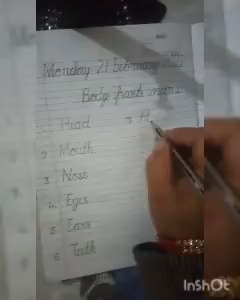 Monday 21 February
Body parts name
1. Head
7. H
2. Mouth
3. Nose
4. Eyes
5. Ears
6. Teeth
InShOt